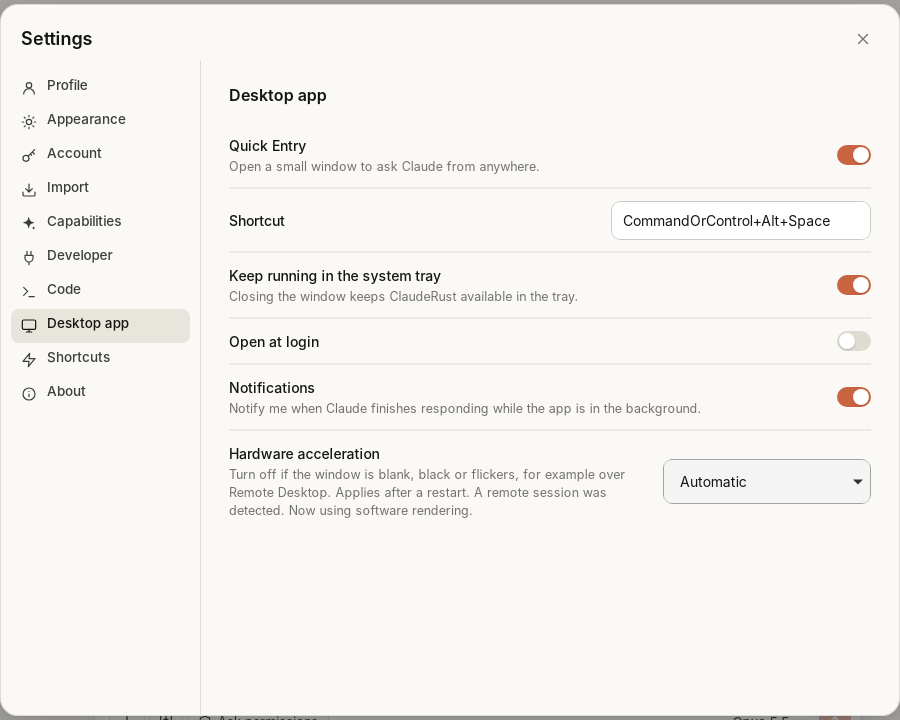 Settings
Profile
Appearance
Account
Import
Capabilities
Developer
Code
Desktop app
Shortcuts
About
Desktop app
Quick Entry
Open a small window to ask Claude from anywhere.
Shortcut
CommandOrControl+Alt+Space
Keep running in the system tray
Closing the window keeps ClaudeRust available in the tray.
Open at login
Notifications
Notify me when Claude finishes responding while the app is in the background.
Hardware acceleration
Turn off if the window is blank, black or flickers, for example over
Remote Desktop. Applies after a restart. A remote session was
detected. Now using software rendering.
Automatic
Ask permissions